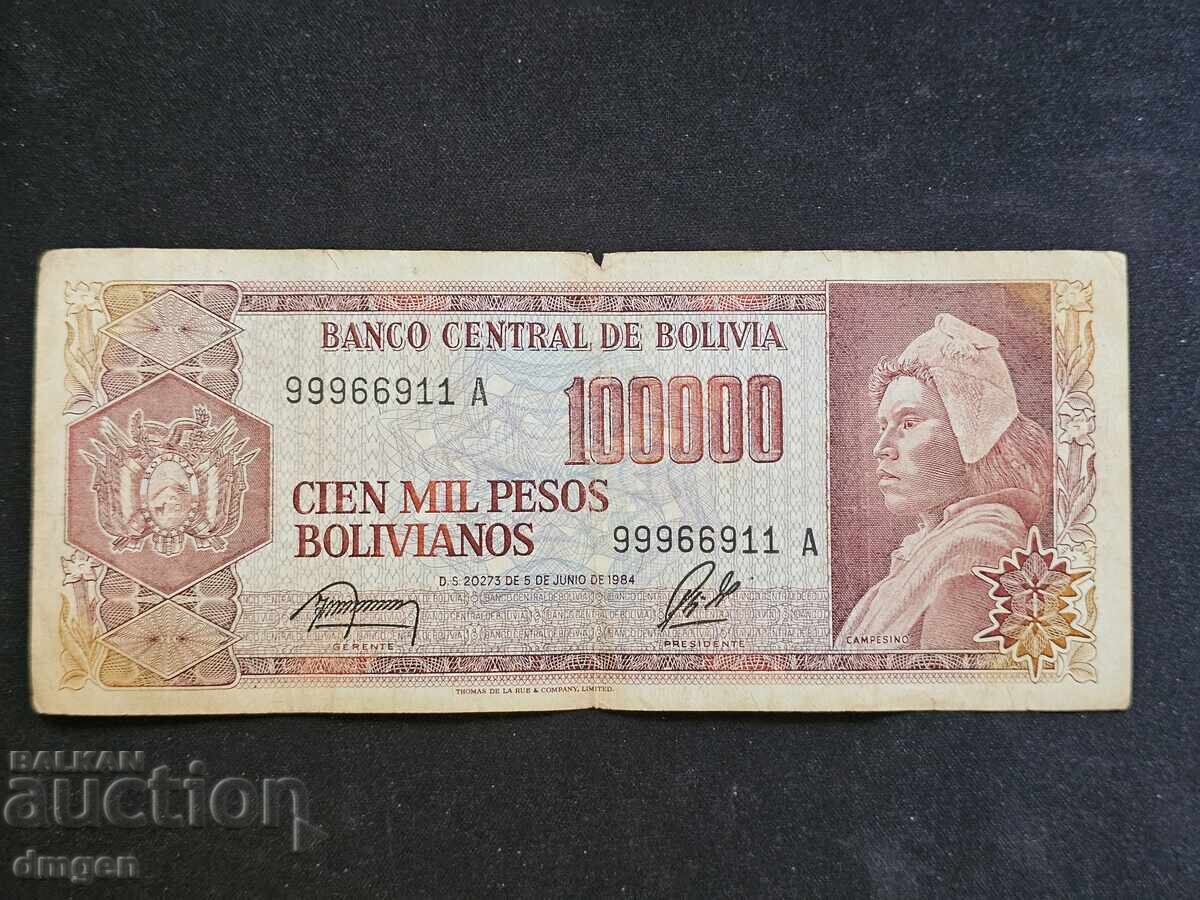 BANCO CENTRAL DE BOLIVIA
99966911 A
100000
CIEN MIL PESOS
BOLIVIANOS
99966911 A
D.S. 20273 DE 5 DE JUNIO DE 1984
GERENTE
PRESIDENTE
CAMPESINO
THOMAS DE LA RUE & COMPANY, LIMITED.
BALKAN
auction
dmgen